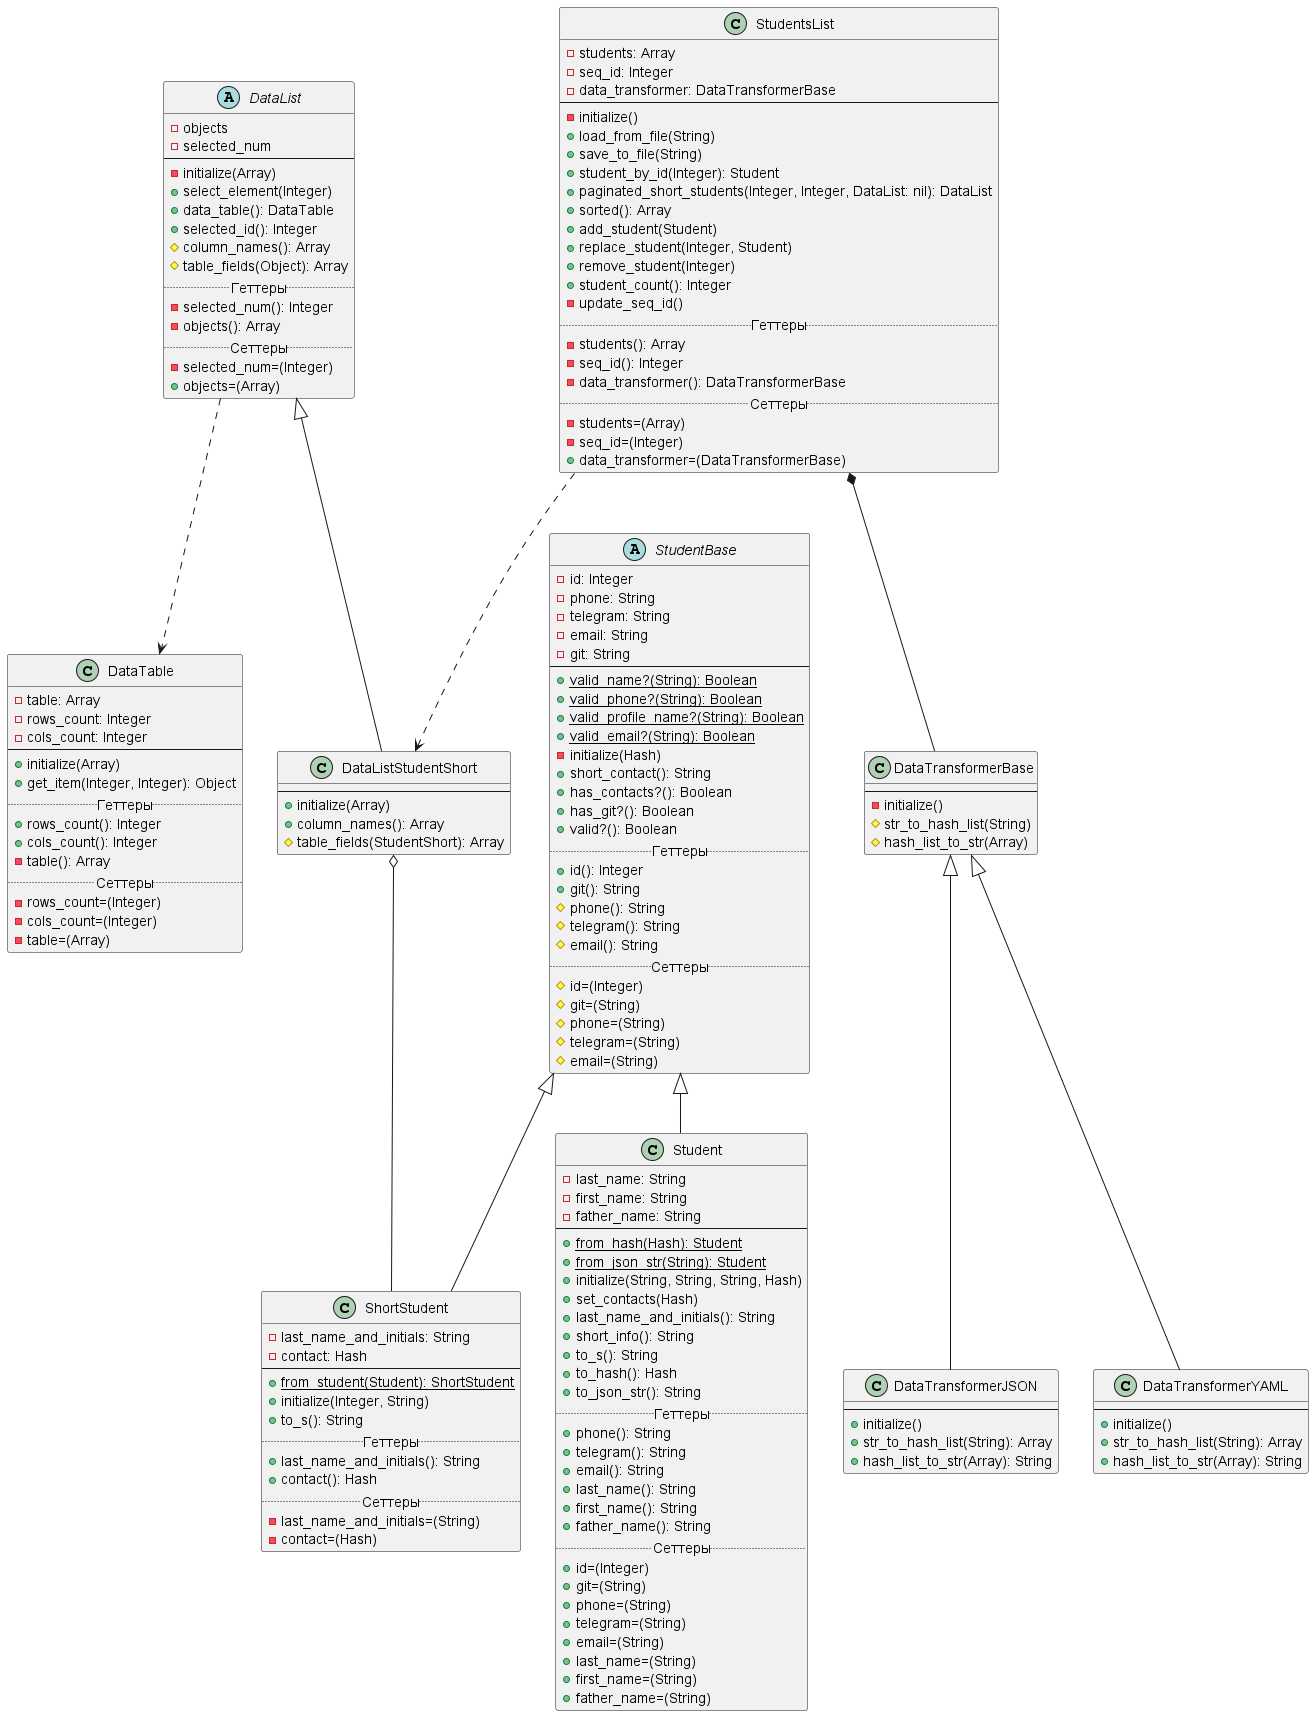 StudentsList
students: Array
seq_id: Integer
data_transformer: DataTransformerBase
initialize()
load_from_file(String)
save_to_file(String)
student_by_id(Integer): Student
paginated_short_students(Integer, Integer, DataList: nil): DataList
sorted(): Array
add_student(Student)
replace_student(Integer, Student)
remove_student(Integer)
student_count(): Integer
update_seq_id()
Геттеры
students(): Array
seq_id(): Integer
data_transformer(): DataTransformerBase
Сеттеры
students=(Array)
seq_id=(Integer)
data_transformer=(DataTransformerBase)
DataList
objects
selected_num
initialize(Array)
select_element(Integer)
data_table(): DataTable
selected_id(): Integer
column_names(): Array
table_fields(Object): Array
Геттеры
selected_num(): Integer
objects(): Array
Сеттеры
selected_num=(Integer)
objects=(Array)
StudentBase
id: Integer
phone: String
telegram: String
email: String
git: String
valid_name?(String): Boolean
valid_phone?(String): Boolean
valid_profile_name?(String): Boolean
valid_email?(String): Boolean
initialize(Hash)
short_contact(): String
has_contacts?(): Boolean
has_git?(): Boolean
valid?(): Boolean
Геттеры
id(): Integer
git(): String
phone(): String
telegram(): String
email(): String
Сеттеры
id=(Integer)
git=(String)
phone=(String)
telegram=(String)
email=(String)
DataTable
table: Array
rows_count: Integer
cols_count: Integer
initialize(Array)
get_item(Integer, Integer): Object
Геттеры
rows_count(): Integer
cols_count(): Integer
table(): Array
Сеттеры
rows_count=(Integer)
cols_count=(Integer)
table=(Array)
DataListStudentShort
initialize(Array)
column_names(): Array
table_fields(StudentShort): Array
DataTransformerBase
initialize()
str_to_hash_list(String)
hash_list_to_str(Array)
Student
last_name: String
first_name: String
father_name: String
from_hash(Hash): Student
from_json_str(String): Student
initialize(String, String, String, Hash)
set_contacts(Hash)
last_name_and_initials(): String
short_info(): String
to_s(): String
to_hash(): Hash
to_json_str(): String
Геттеры
phone(): String
telegram(): String
email(): String
last_name(): String
first_name(): String
father_name(): String
Сеттеры
id=(Integer)
git=(String)
phone=(String)
telegram=(String)
email=(String)
last_name=(String)
first_name=(String)
father_name=(String)
ShortStudent
last_name_and_initials: String
contact: Hash
from_student(Student): ShortStudent
initialize(Integer, String)
to_s(): String
Геттеры
last_name_and_initials(): String
contact(): Hash
Сеттеры
last_name_and_initials=(String)
contact=(Hash)
DataTransformerJSON
initialize()
str_to_hash_list(String): Array
hash_list_to_str(Array): String
DataTransformerYAML
initialize()
str_to_hash_list(String): Array
hash_list_to_str(Array): String